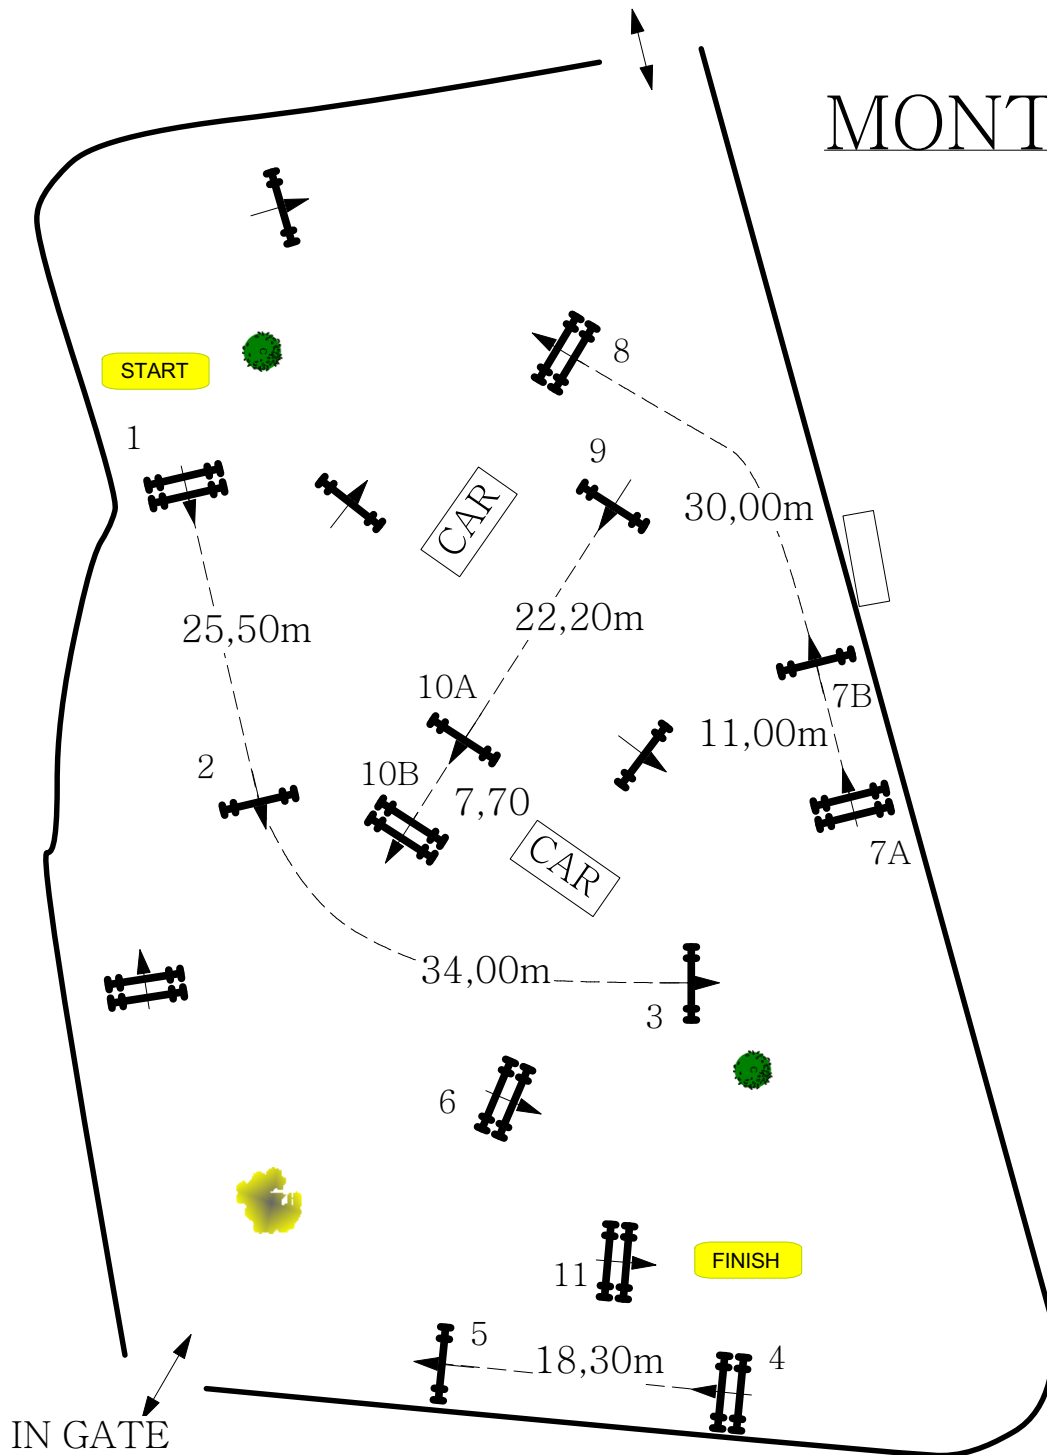 MONT
START
1
8
9
CAR
30,00m
25,50m
22,20m
10A
7B
11,00m
2
10B
7,70
CAR
7A
34,00m
3
6
FINISH
11
5
18,30m
4
IN GATE